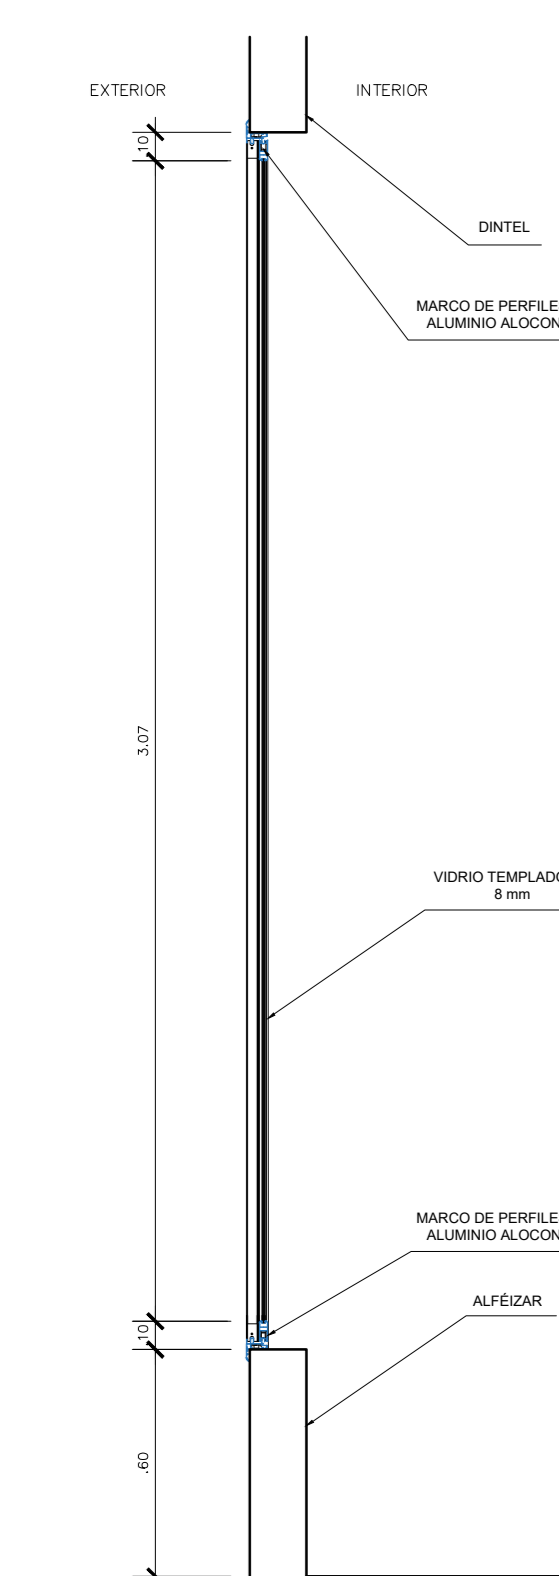 EXTERIOR
INTERIOR
.10
DINTEL
MARCO DE PERFILE
ALUMINIO ALOCON
3.07
VIDRIO TEMPLADO
8 mm
MARCO DE PERFILE
ALUMINIO ALOCON
ALFÉIZAR
.10
.60